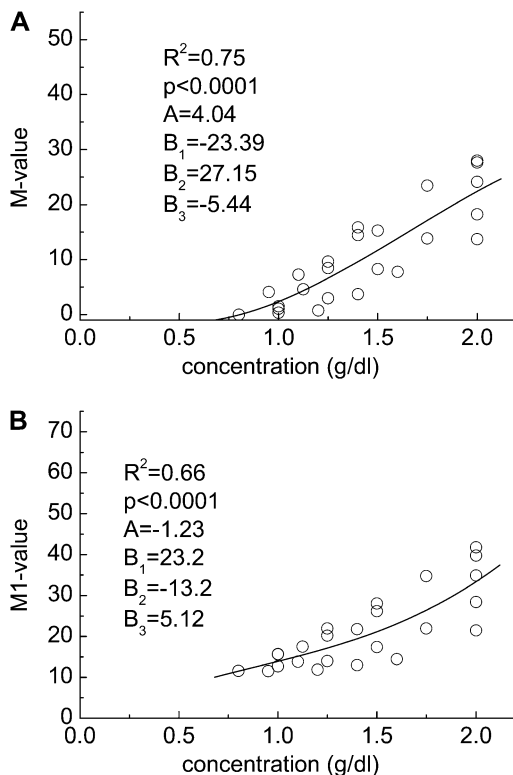 A
50
40
30
20
10
0
M-value
R²=0.75
p<0.0001
A=4.04
B₁=-23.39
B₂=27.15
B₃=-5.44
0.0 0.5 1.0 1.5 2.0
concentration (g/dl)
B
70
60
50
40
30
20
10
0
M1-value
R²=0.66
p<0.0001
A=-1.23
B₁=23.2
B₂=-13.2
B₃=5.12
0.0 0.5 1.0 1.5 2.0
concentration (g/dl)